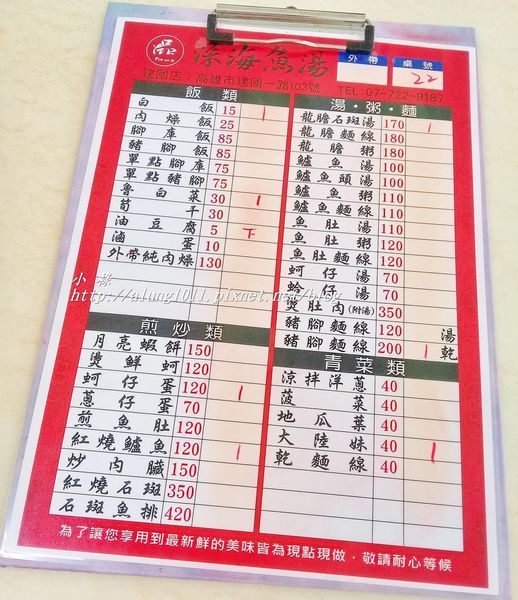 深海魚湯
外帶
桌號
22
建國店：高雄市建國一路103號
TEL:07-722-9187
飯類
白飯 15 1
肉燥飯 25
腳庫飯 85
豬腳飯 85
單點腳庫 75
單點豬腳 75
魯白菜 30 1
筍干 30
油豆腐 5 下
滷蛋 10
外帶純肉燥 130
煎炒類
月亮蝦餅 150
燙鮮蚵 120
蚵仔蛋 120 1
蔥仔蛋 70
煎魚肚 120
紅燒鱸魚 120 1
炒內臟 150
紅燒石斑 350
石斑魚排 420
湯·粥·麵
龍膽石斑湯 170 1
龍膽麵線 180
龍膽粥 180
鱸魚湯 100
鱸魚頭湯 100
鱸魚粥 110
鱸魚麵線 110
魚肚湯 110
魚肚粥 120
魚肚麵線 120
蚵仔湯 70
蛤仔湯 70
燙肚肉(附湯) 350
豬腳麵線 120 湯
豬腳麵線 200 1 乾
青菜類
涼拌洋蔥 40
菠菜 40
地瓜葉 40
大陸妹 40 1
乾麵線 40
為了讓您享用到最新鮮的美味皆為現點現做，敬請耐心等候
小祿
http://alung1011.pixnet.net/blog